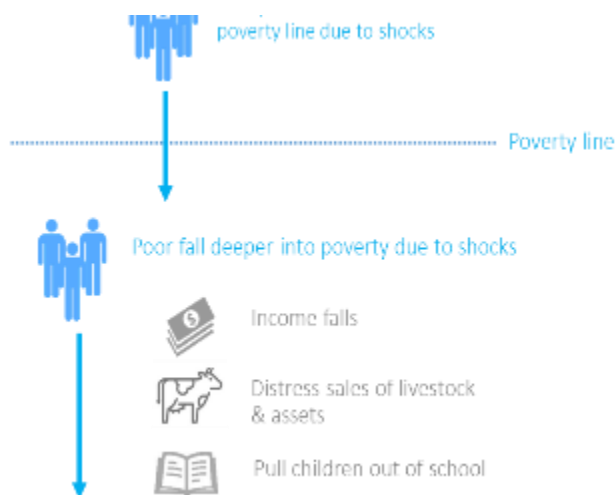 poverty line due to shocks
Poverty line
Poor fall deeper into poverty due to shocks
$
Income falls
Distress sales of livestock
& assets
Pull children out of school